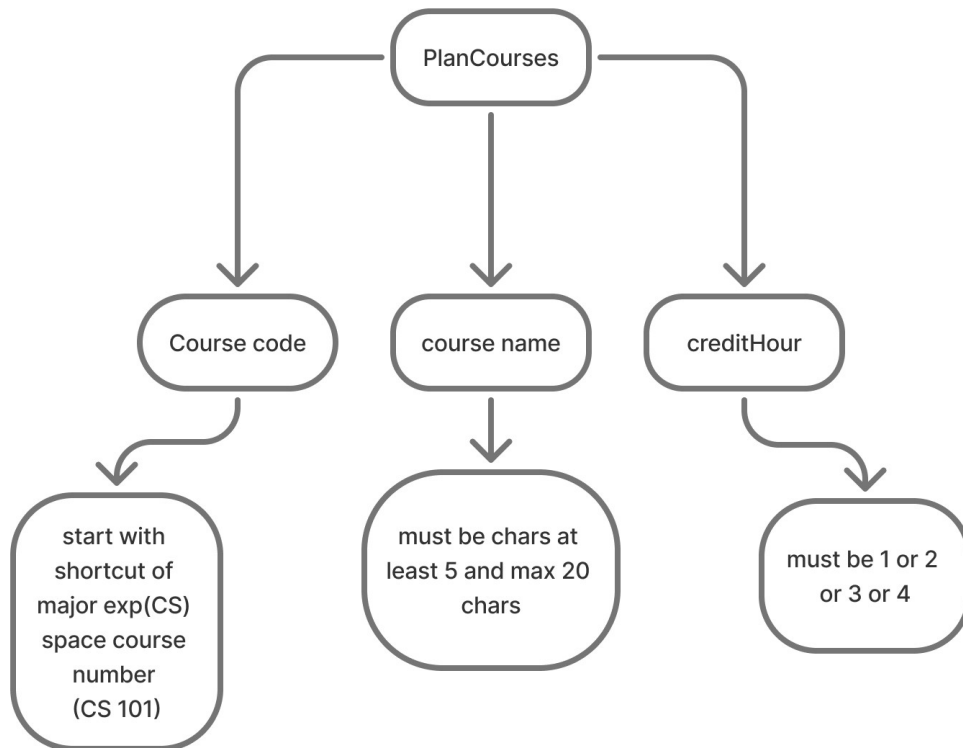 PlanCourses
Course code
course name
creditHour
start with
shortcut of
major exp(CS)
space course
number
(CS 101)
must be chars at
least 5 and max 20
chars
must be 1 or 2
or 3 or 4